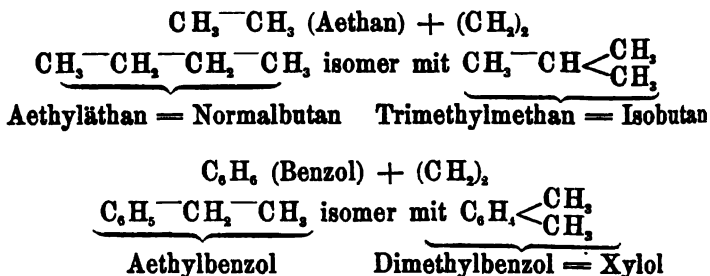 CH₃—CH₃ (Aethan) + (CH₂)₂
CH₃—CH₂—CH₂—CH₃ isomer mit CH₃—CH<CH₃ CH₃
Aethyläthan = Normalbutan Trimethylmethan = Isobutan
C₆H₆ (Benzol) + (CH₂)₂
C₆H₅—CH₂—CH₃ isomer mit C₆H₄<CH₃ CH₃
Aethylbenzol Dimethylbenzol = Xylol